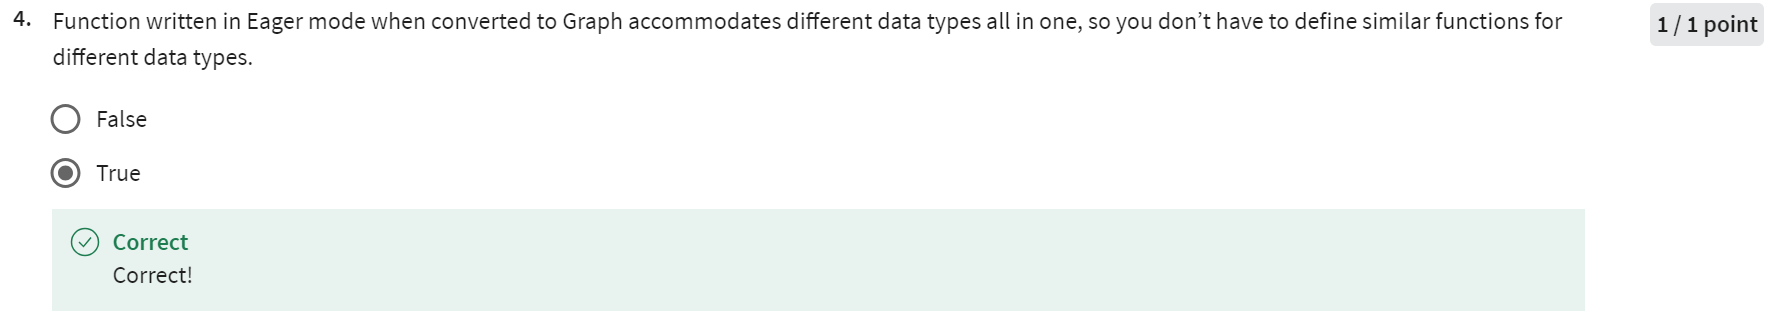 4. Function written in Eager mode when converted to Graph accommodates different data types all in one, so you don’t have to define similar functions for
different data types.
1 / 1 point
False
True
Correct
Correct!